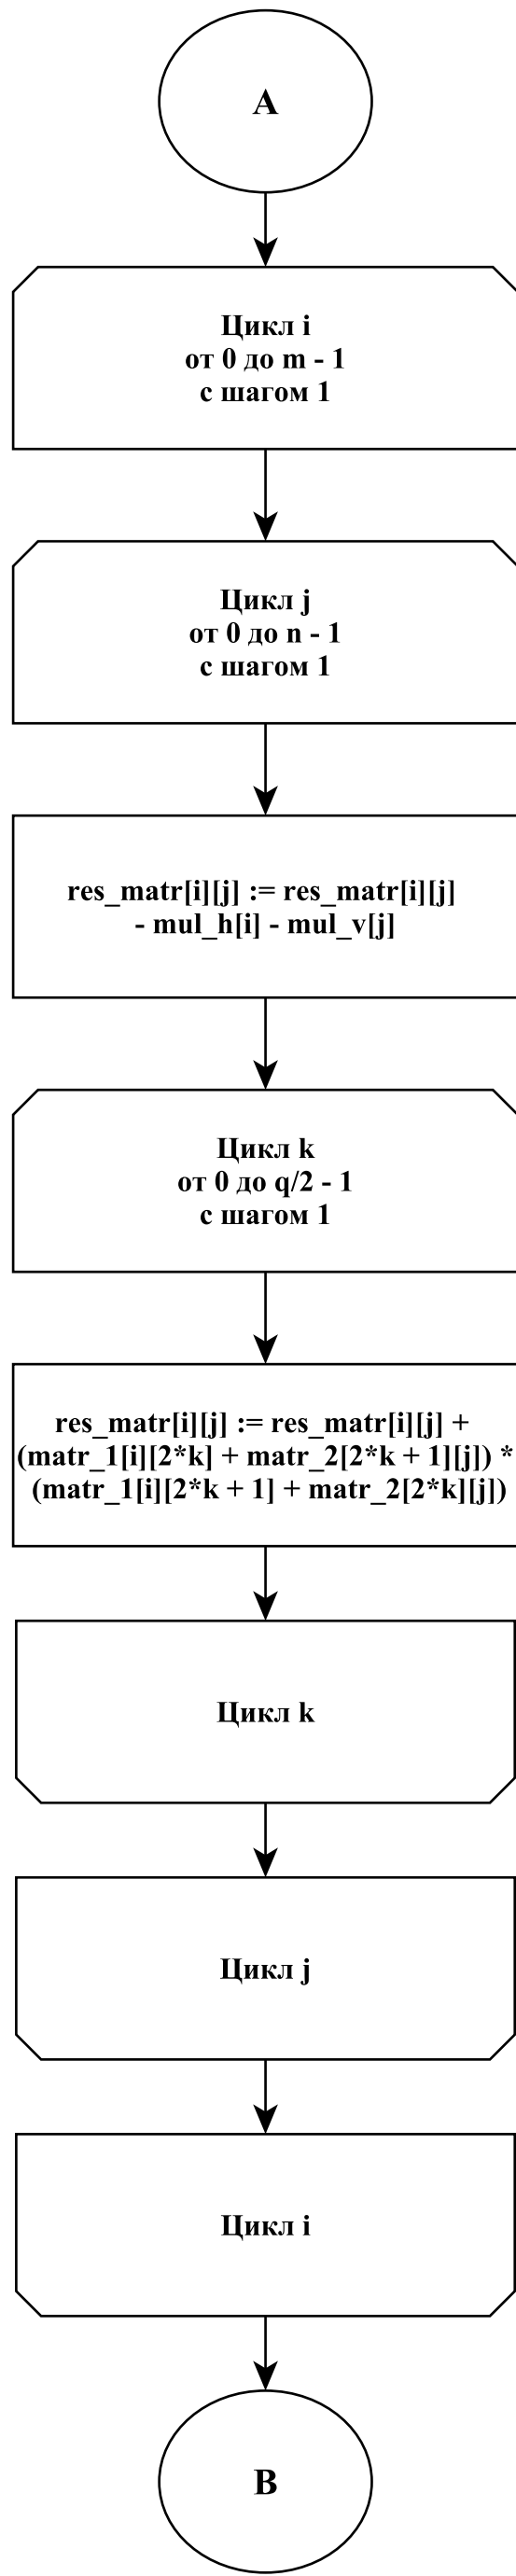 A
Цикл i
от 0 до m - 1
с шагом 1
Цикл j
от 0 до n - 1
с шагом 1
res_matr[i][j] := res_matr[i][j]
- mul_h[i] - mul_v[j]
Цикл k
от 0 до q/2 - 1
с шагом 1
res_matr[i][j] := res_matr[i][j] +
(matr_1[i][2*k] + matr_2[2*k + 1][j]) *
(matr_1[i][2*k + 1] + matr_2[2*k][j])
Цикл k
Цикл j
Цикл i
B